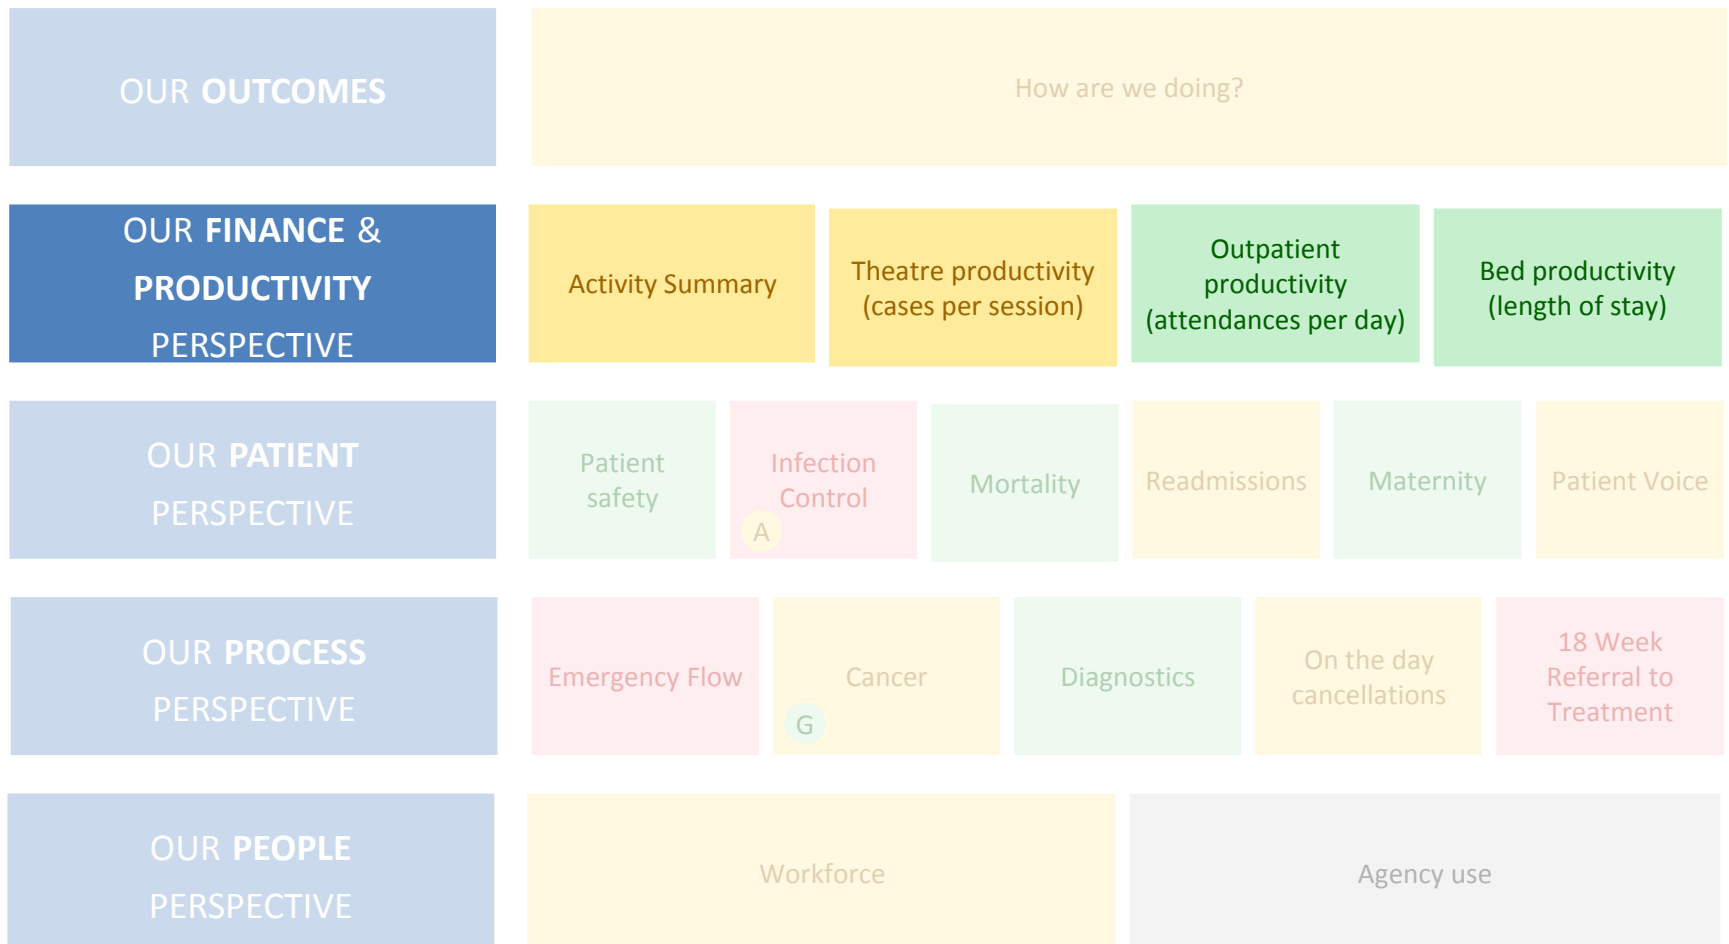 OUR OUTCOMES
How are we doing?
OUR FINANCE &
PRODUCTIVITY
PERSPECTIVE
Activity Summary
Theatre productivity
(cases per session)
Outpatient
productivity
(attendances per day)
Bed productivity
(length of stay)
OUR PATIENT
PERSPECTIVE
Patient
safety
Infection
Control
A
Mortality
Readmissions
Maternity
Patient Voice
OUR PROCESS
PERSPECTIVE
Emergency Flow
Cancer
G
Diagnostics
On the day
cancellations
18 Week
Referral to
Treatment
OUR PEOPLE
PERSPECTIVE
Workforce
Agency use